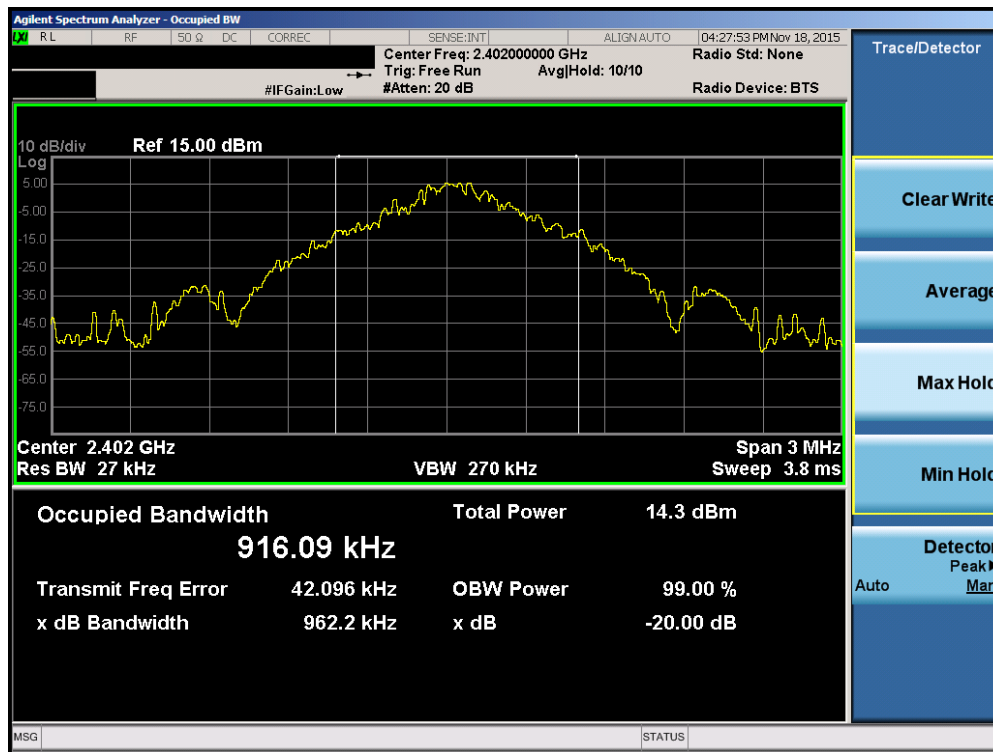 Agilent Spectrum Analyzer - Occupied BW
LXI RL RF 50 Ω DC CORREC SENSE:INT ALIGN AUTO 04:27:53 PM Nov 18, 2015
Trace/Detector
Center Freq: 2.402000000 GHz Radio Std: None
Trig: Free Run Avg|Hold: 10/10
#IFGain:Low #Atten: 20 dB Radio Device: BTS
10 dB/div Ref 15.00 dBm
Log
5.00
-5.00
-15.0
-25.0
-35.0
-45.0
-55.0
-65.0
-75.0
Center 2.402 GHz Span 3 MHz
Res BW 27 kHz VBW 270 kHz Sweep 3.8 ms
Occupied Bandwidth Total Power 14.3 dBm
916.09 kHz
Transmit Freq Error 42.096 kHz OBW Power 99.00 %
x dB Bandwidth 962.2 kHz x dB -20.00 dB
Clear Write
Average
Max Hold
Min Hold
Detector
Peak
Auto Man
MSG STATUS